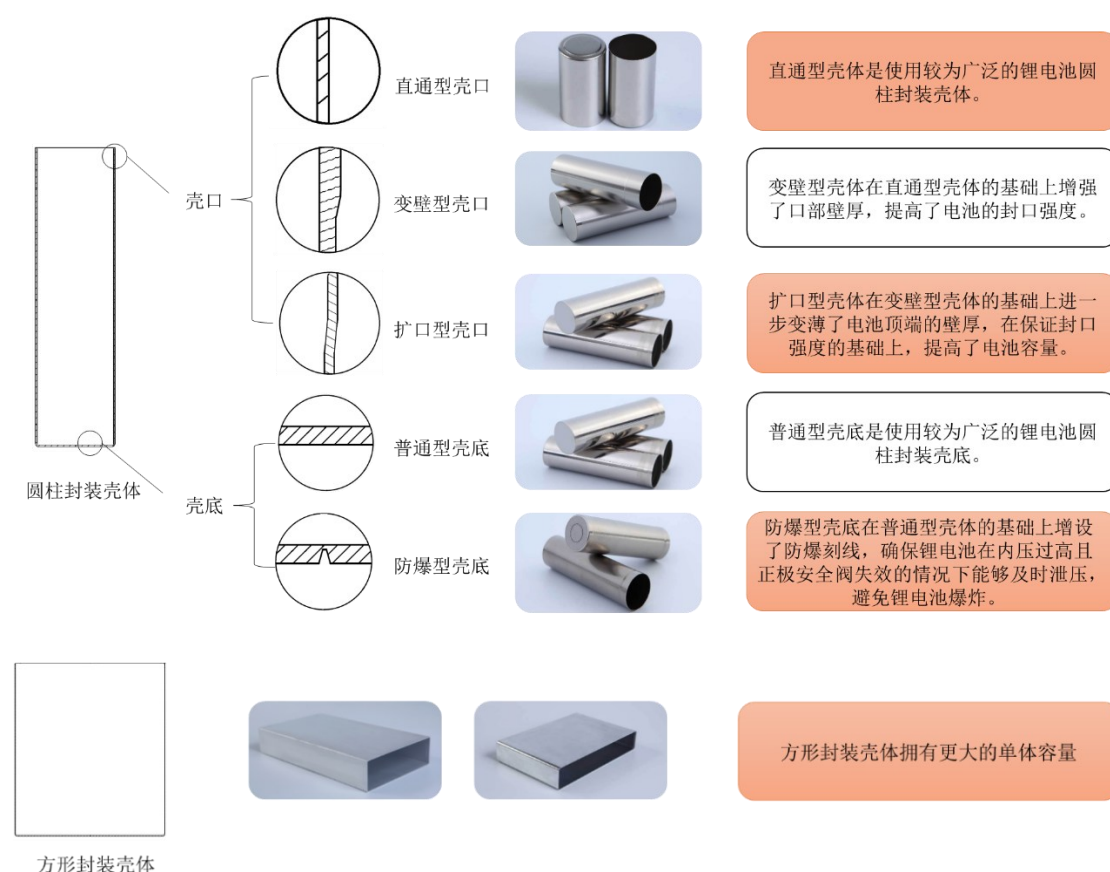 直通型壳口
直通型壳体是使用较为广泛的锂电池圆
柱封装壳体。
壳口
变壁型壳口
变壁型壳体在直通型壳体的基础上增强
了口部壁厚，提高了电池的封口强度。
扩口型壳口
扩口型壳体在变壁型壳体的基础上进一
步变薄了电池顶端的壁厚，在保证封口
强度的基础上，提高了电池容量。
圆柱封装壳体
壳底
普通型壳底
普通型壳底是使用较为广泛的锂电池圆
柱封装壳底。
防爆型壳底
防爆型壳底在普通型壳体的基础上增设
了防爆刻线，确保锂电池在内压过高且
正极安全阀失效的情况下能够及时泄压，
避免锂电池爆炸。
方形封装壳体拥有更大的单体容量
方形封装壳体